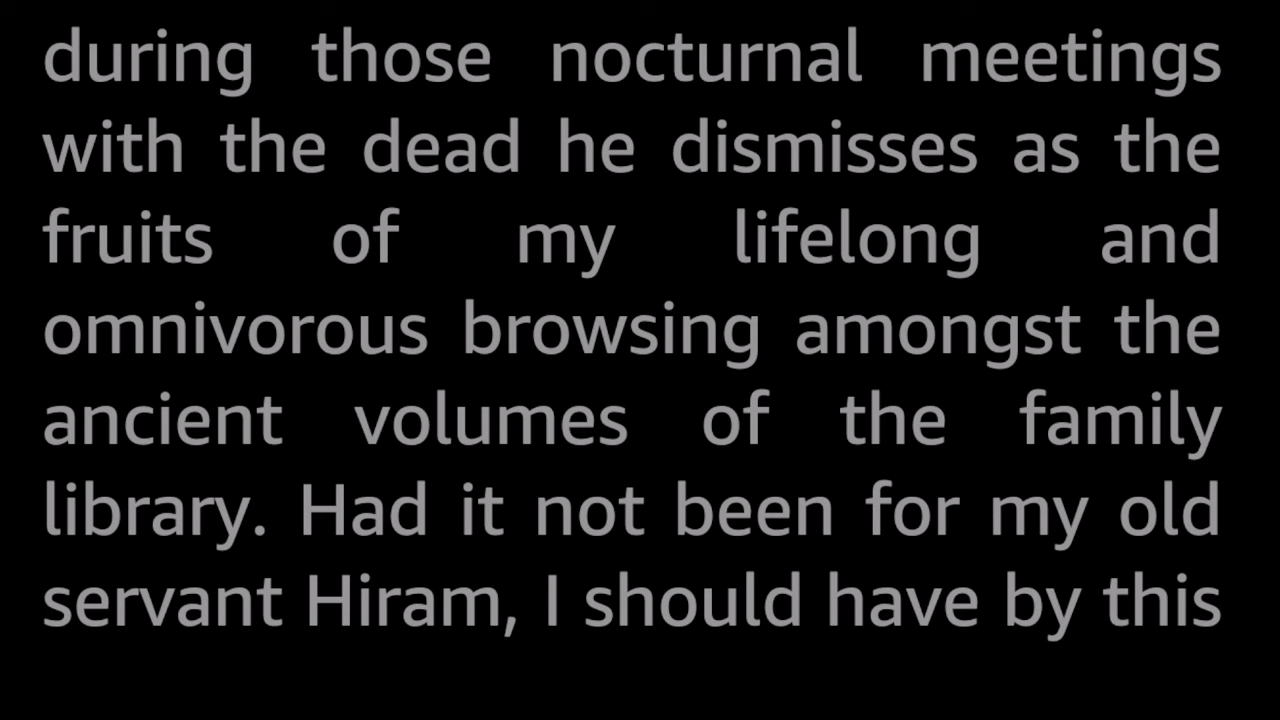 during those nocturnal meetings
with the dead he dismisses as the
fruits of my lifelong and
omnivorous browsing amongst the
ancient volumes of the family
library. Had it not been for my old
servant Hiram, I should have by this